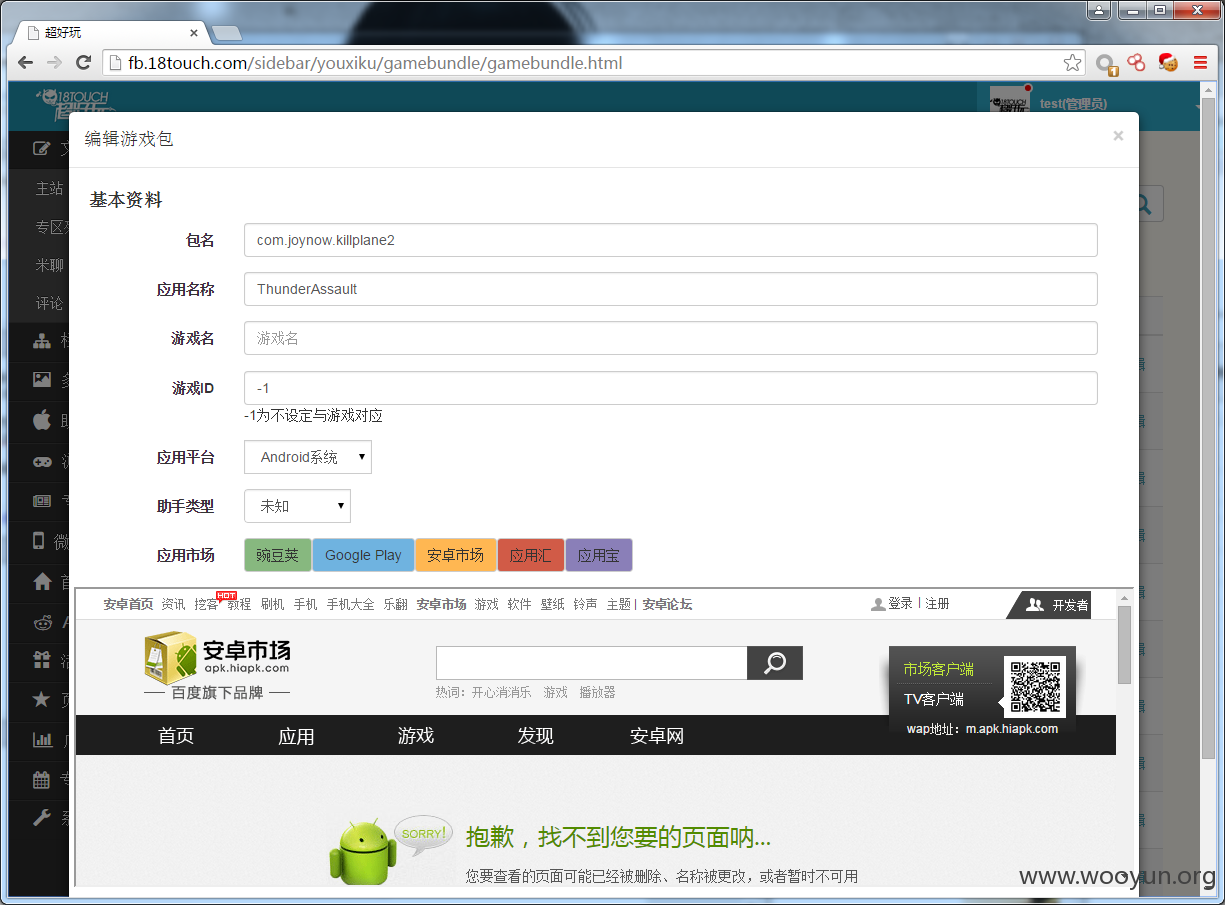 超好玩
fb.18touch.com/sidebar/youxiku/gamebundle/gamebundle.html
18TOUCH
test(管理员)
编辑游戏包
×
主站
专区
米聊
评论
基本资料
包名 com.joynow.killplane2
应用名称 ThunderAssault
游戏名 游戏名
游戏ID -1
-1为不设定与游戏对应
应用平台 Android系统
助手类型 未知
应用市场 豌豆荚 Google Play 安卓市场 应用汇 应用宝
安卓首页 资讯 挖客 HOT 教程 刷机 手机 手机大全 乐翻 安卓市场 游戏 软件 壁纸 铃声 主题 | 安卓论坛 登录 | 注册 开发者
安卓市场
apk.hiapk.com
百度旗下品牌
热词: 开心消消乐 游戏 播放器
市场客户端
TV客户端
wap地址：m.apk.hiapk.com
首页 应用 游戏 发现 安卓网
SORRY!
抱歉，找不到您要的页面呐...
您要查看的页面可能已经被删除、名称被更改，或者暂时不可用
www.wooyun.org